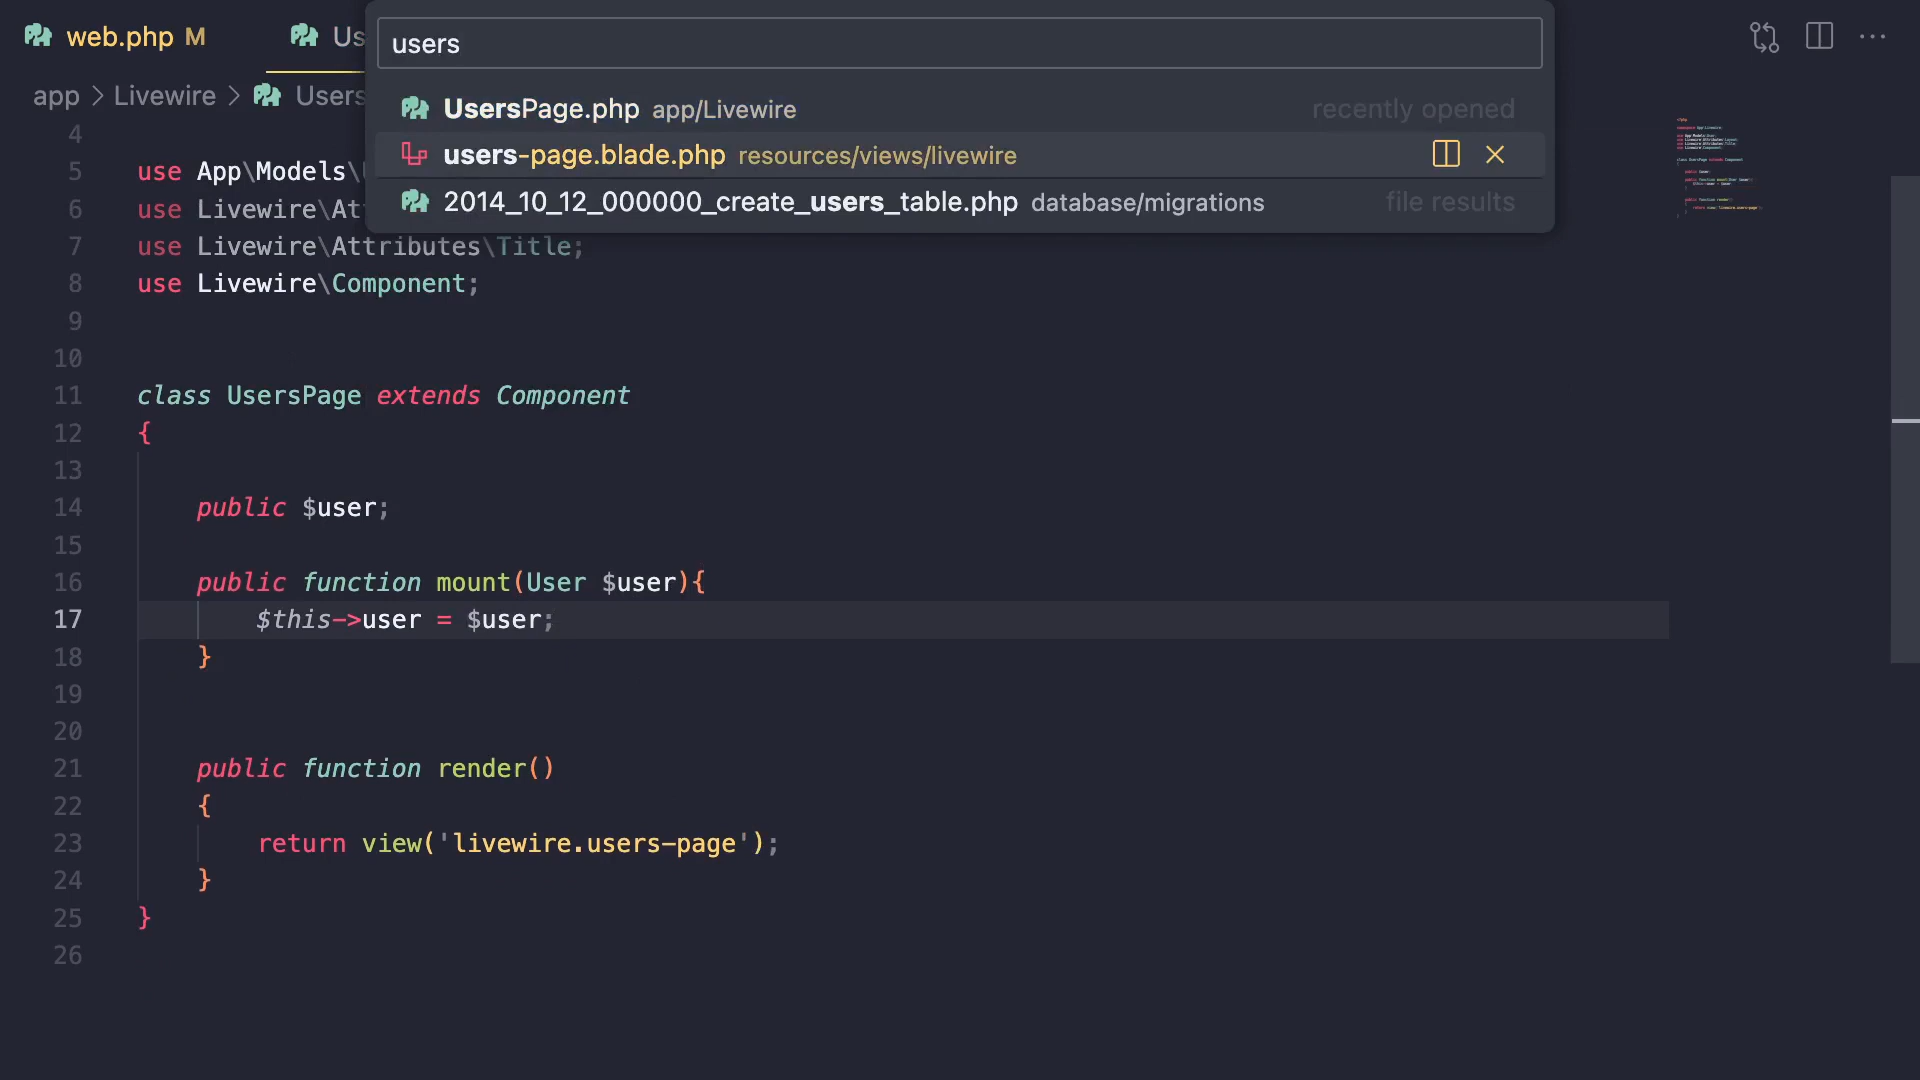 web.php M
Us
users
UsersPage.php app/Livewire recently opened
users-page.blade.php resources/views/livewire
2014_10_12_000000_create_users_table.php database/migrations file results
app > Livewire > Users
4
5 use App\Models\
6 use Livewire\Att
7 use Livewire\Attributes\Title;
8 use Livewire\Component;
9
10
11 class UsersPage extends Component
12 {
13
14 public $user;
15
16 public function mount(User $user){
17 $this->user = $user;
18 }
19
20
21 public function render()
22 {
23 return view('livewire.users-page');
24 }
25 }
26